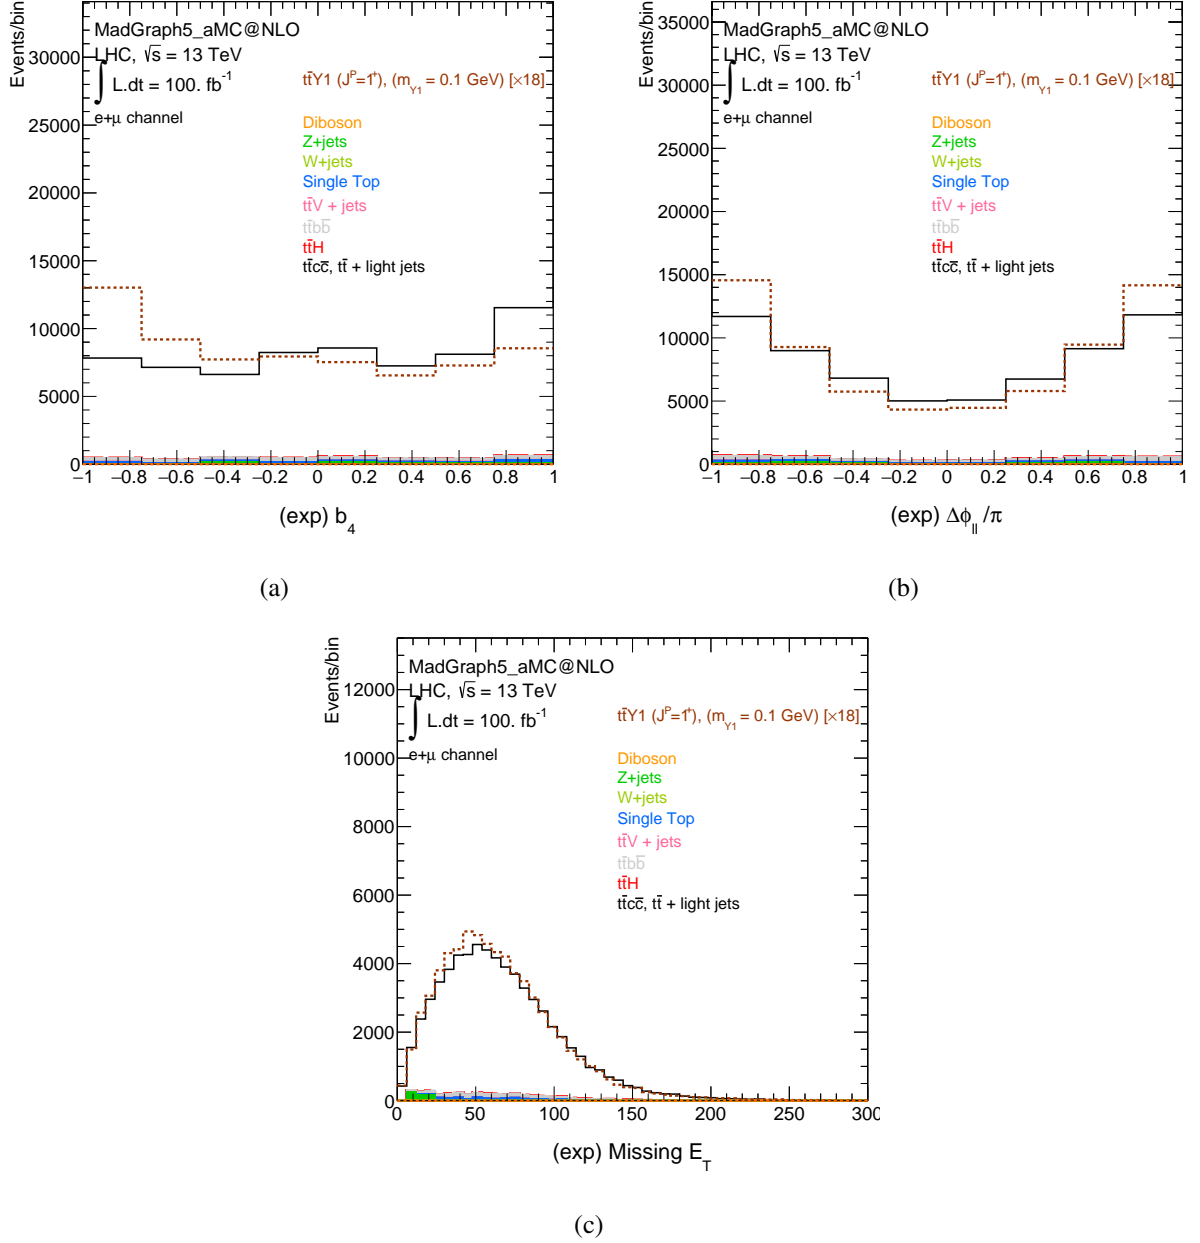 Events/bin
MadGraph5_aMC@NLO
LHC, √s = 13 TeV
∫ L.dt = 100. fb⁻¹
e+μ channel
tt̄Y1 (Jᴾ=1⁺), (m_Y1 = 0.1 GeV) [×18]
Diboson
Z+jets
W+jets
Single Top
tt̄V + jets
tt̄bb̄
tt̄H
tt̄cc̄, tt̄ + light jets
30000
25000
20000
15000
10000
5000
0
−1 −0.8 −0.6 −0.4 −0.2 0 0.2 0.4 0.6 0.8 1
(exp) b₄
(a)
Events/bin
MadGraph5_aMC@NLO
LHC, √s = 13 TeV
∫ L.dt = 100. fb⁻¹
e+μ channel
tt̄Y1 (Jᴾ=1⁺), (m_Y1 = 0.1 GeV) [×18]
Diboson
Z+jets
W+jets
Single Top
tt̄V + jets
tt̄bb̄
tt̄H
tt̄cc̄, tt̄ + light jets
35000
30000
25000
20000
15000
10000
5000
0
−1 −0.8 −0.6 −0.4 −0.2 0 0.2 0.4 0.6 0.8 1
(exp) Δϕ_ll /π
(b)
Events/bin
MadGraph5_aMC@NLO
LHC, √s = 13 TeV
∫ L.dt = 100. fb⁻¹
e+μ channel
tt̄Y1 (Jᴾ=1⁺), (m_Y1 = 0.1 GeV) [×18]
Diboson
Z+jets
W+jets
Single Top
tt̄V + jets
tt̄bb̄
tt̄H
tt̄cc̄, tt̄ + light jets
12000
10000
8000
6000
4000
2000
0
0 50 100 150 200 250 300
(exp) Missing E_T
(c)